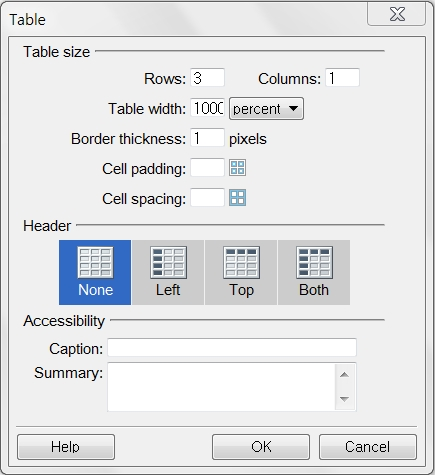 Table
Table size
Rows: 3 Columns: 1
Table width: 1000 percent
Border thickness: 1 pixels
Cell padding:
Cell spacing:
Header
None Left Top Both
Accessibility
Caption:
Summary:
Help OK Cancel